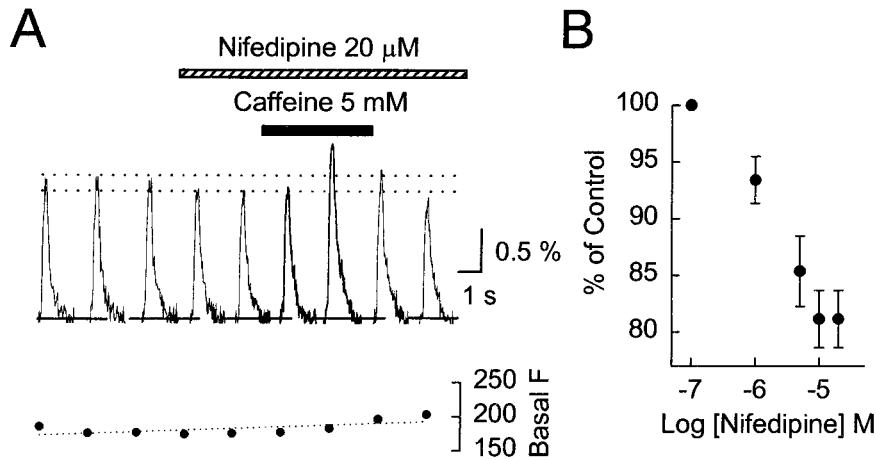 A
Nifedipine 20 μM
Caffeine 5 mM
0.5 %
1 s
250
200
150
Basal F
B
100
95
90
85
80
% of Control
-7
-6
-5
Log [Nifedipine] M